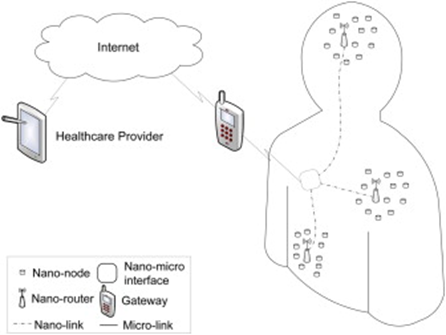 Internet
Healthcare Provider
Nano-node
Nano-micro
interface
Nano-router
Gateway
Nano-link
Micro-link